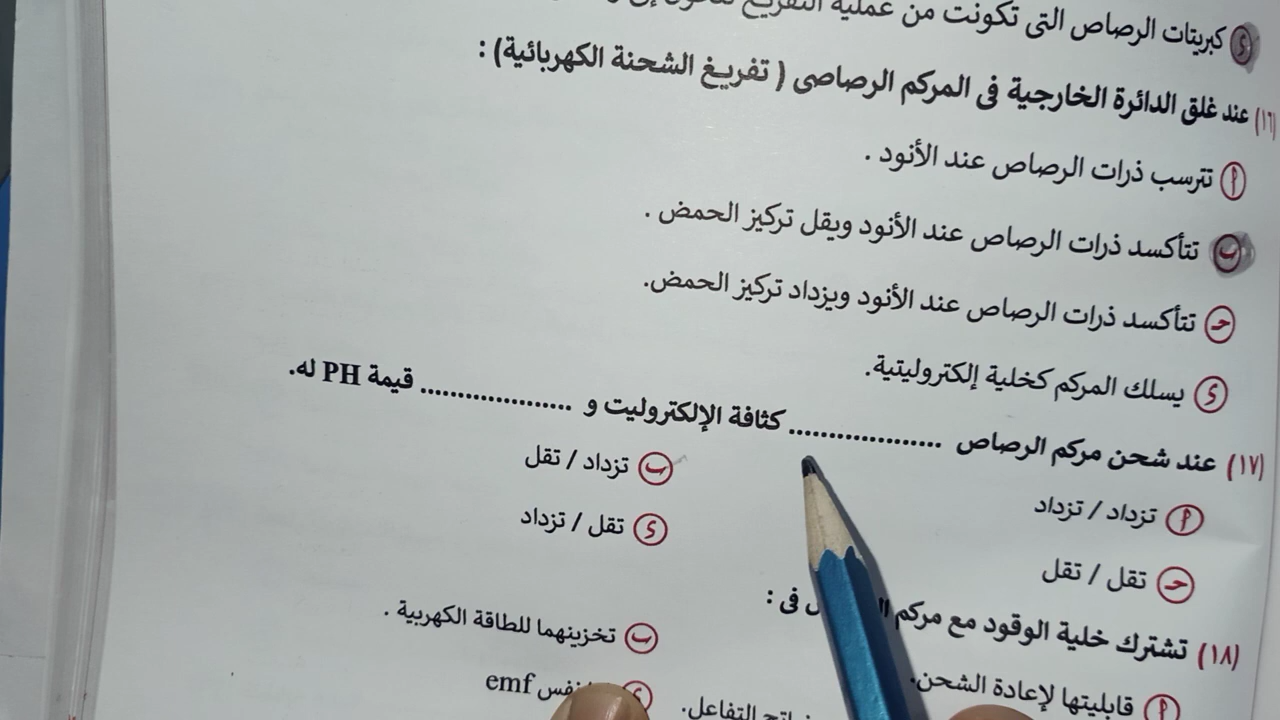 (٤) كبريتات الرصاص التى تكونت من عملية التفريغ
(١٦) عند غلق الدائرة الخارجية فى المركم الرصاصى ( تفريغ الشحنة الكهربائية) :
(أ) تترسب ذرات الرصاص عند الأنود .
(ب) تتأكسد ذرات الرصاص عند الأنود ويقل تركيز الحمض .
(ج) تتأكسد ذرات الرصاص عند الأنود ويزداد تركيز الحمض.
(د) يسلك المركم كخلية إلكتروليتية.
(١٧) عند شحن مركم الرصاص .................... كثافة الإلكتروليت و .................... قيمة PH له.
(أ) تزداد / تزداد (ب) تزداد / تقل
(ج) تقل / تقل (د) تقل / تزداد
(١٨) تشترك خلية الوقود مع مركم فى :
(أ) قابليتها لإعادة الشحن. (ب) تخزينهما للطاقة الكهربية .
التفاعل. (د) emf